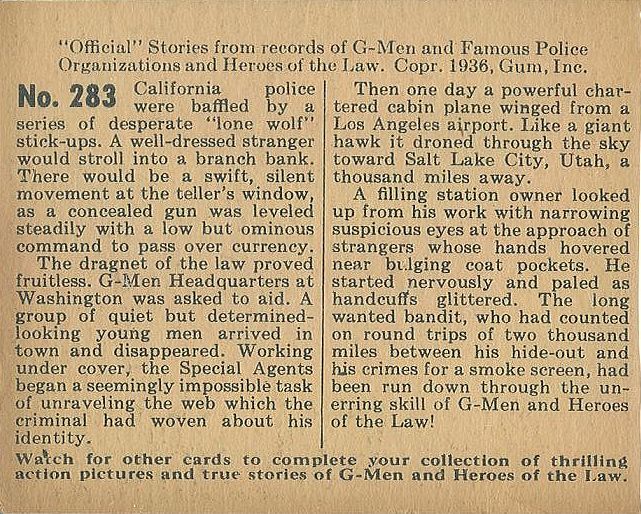 "Official" Stories from records of G-Men and Famous Police
Organizations and Heroes of the Law. Copr. 1936, Gum, Inc.
No. 283 California police
were baffled by a
series of desperate "lone wolf"
stick-ups. A well-dressed stranger
would stroll into a branch bank.
There would be a swift, silent
movement at the teller's window,
as a concealed gun was leveled
steadily with a low but ominous
command to pass over currency.
The dragnet of the law proved
fruitless. G-Men Headquarters at
Washington was asked to aid. A
group of quiet but determined-
looking young men arrived in
town and disappeared. Working
under cover, the Special Agents
began a seemingly impossible task
of unraveling the web which the
criminal had woven about his
identity.
Then one day a powerful char-
tered cabin plane winged from a
Los Angeles airport. Like a giant
hawk it droned through the sky
toward Salt Lake City, Utah, a
thousand miles away.
A filling station owner looked
up from his work with narrowing
suspicious eyes at the approach of
strangers whose hands hovered
near bulging coat pockets. He
started nervously and paled as
handcuffs glittered. The long
wanted bandit, who had counted
on round trips of two thousand
miles between his hide-out and
his crimes for a smoke screen, had
been run down through the un-
erring skill of G-Men and Heroes
of the Law!
Watch for other cards to complete your collection of thrilling
action pictures and true stories of G-Men and Heroes of the Law.